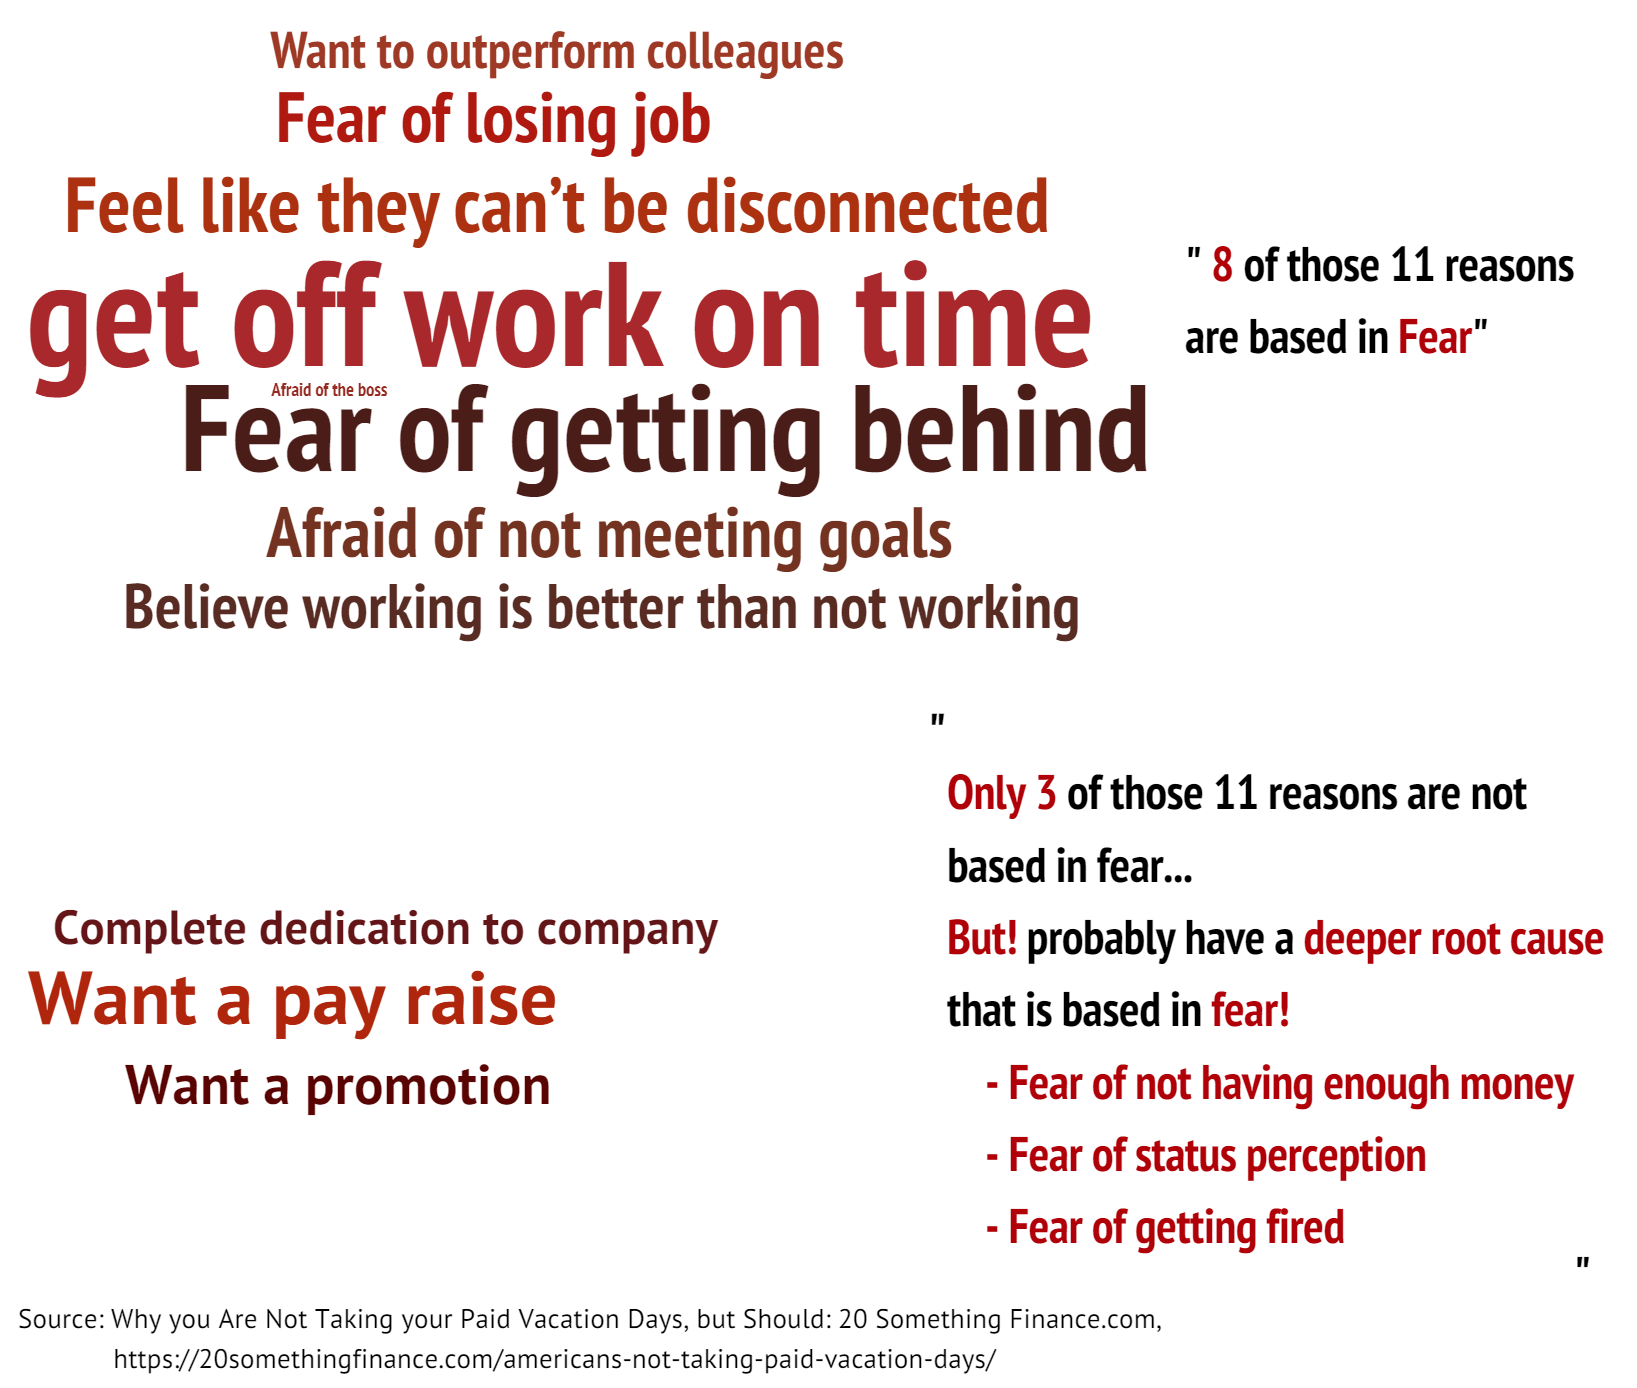 Want to outperform colleagues
Fear of losing job
Feel like they can’t be disconnected
get off work on time
Afraid of the boss
Fear of getting behind
Afraid of not meeting goals
Believe working is better than not working
" 8 of those 11 reasons
are based in Fear"
Complete dedication to company
Want a pay raise
Want a promotion
"
Only 3 of those 11 reasons are not
based in fear...
But! probably have a deeper root cause
that is based in fear!
- Fear of not having enough money
- Fear of status perception
- Fear of getting fired
"
Source: Why you Are Not Taking your Paid Vacation Days, but Should: 20 Something Finance.com,
https://20somethingfinance.com/americans-not-taking-paid-vacation-days/